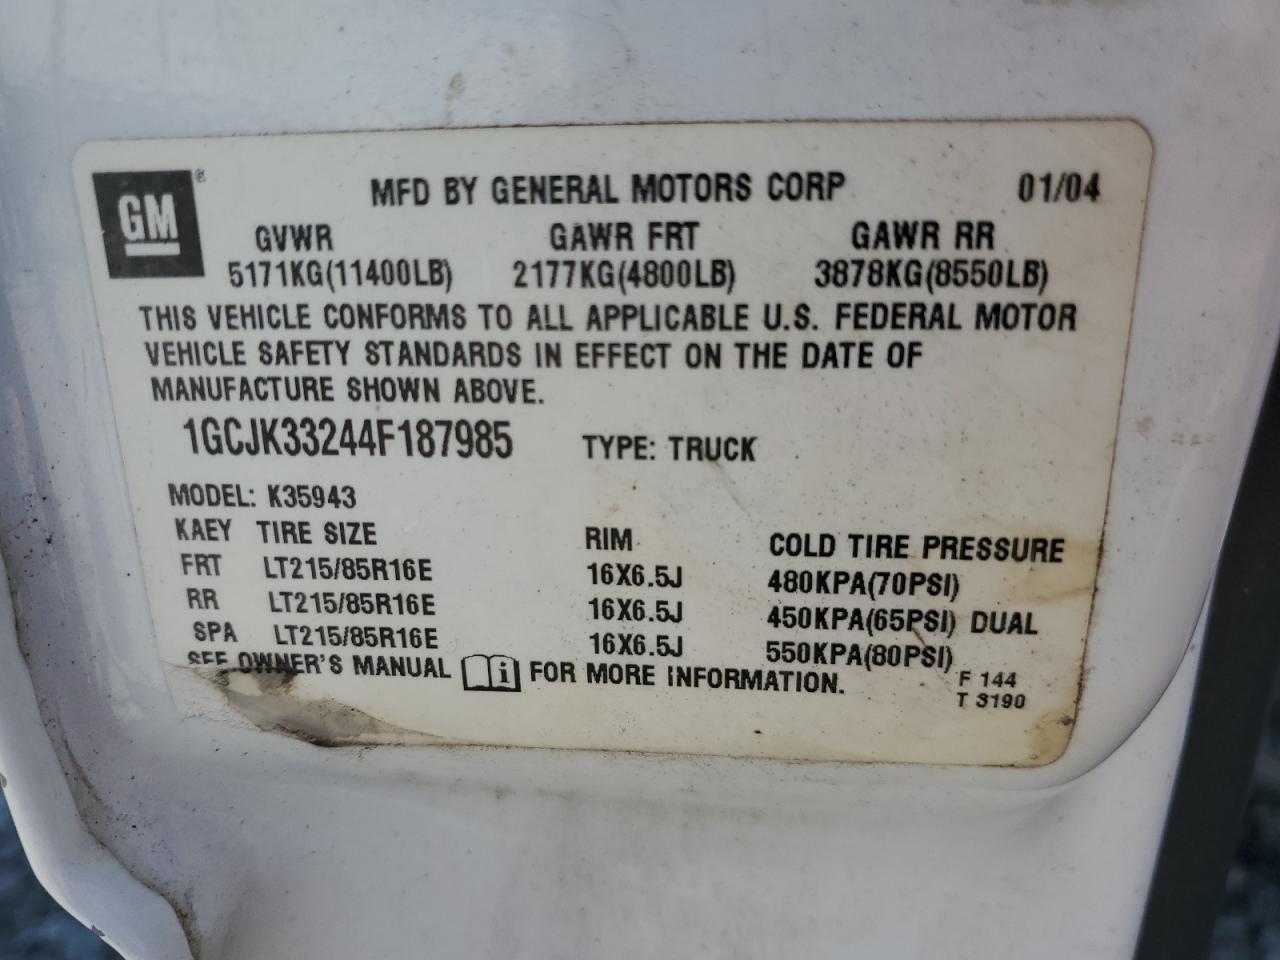 GM ® MFD BY GENERAL MOTORS CORP 01/04
GVWR GAWR FRT GAWR RR
5171KG(11400LB) 2177KG(4800LB) 3878KG(8550LB)
THIS VEHICLE CONFORMS TO ALL APPLICABLE U.S. FEDERAL MOTOR
VEHICLE SAFETY STANDARDS IN EFFECT ON THE DATE OF
MANUFACTURE SHOWN ABOVE.
1GCJK33244F187985 TYPE: TRUCK
MODEL: K35943
KAEY TIRE SIZE RIM COLD TIRE PRESSURE
FRT LT215/85R16E 16X6.5J 480KPA(70PSI)
RR LT215/85R16E 16X6.5J 450KPA(65PSI) DUAL
SPA LT215/85R16E 16X6.5J 550KPA(80PSI)
SEE OWNER'S MANUAL i FOR MORE INFORMATION.
F 144
T 3190